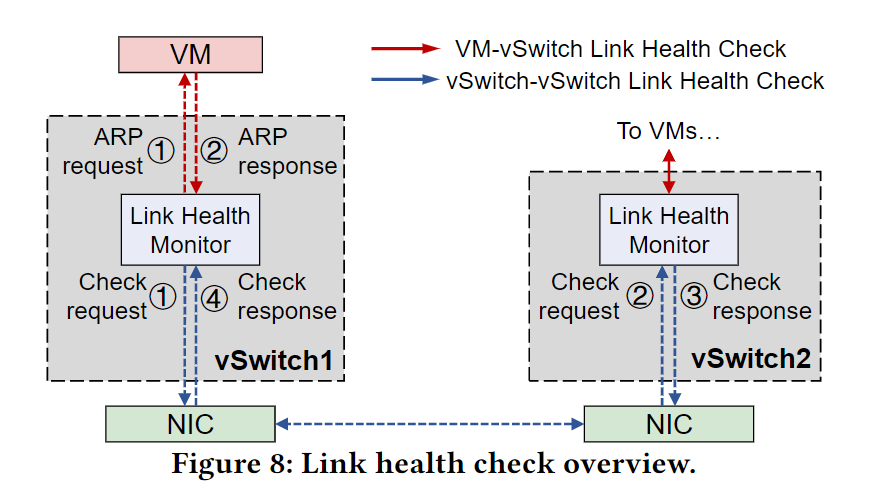 VM
VM-vSwitch Link Health Check
vSwitch-vSwitch Link Health Check
ARP
request
①
②
ARP
response
To VMs…
Link Health
Monitor
Link Health
Monitor
Check
request
①
④
Check
response
Check
request
②
③
Check
response
vSwitch1
vSwitch2
NIC
NIC
Figure 8: Link health check overview.